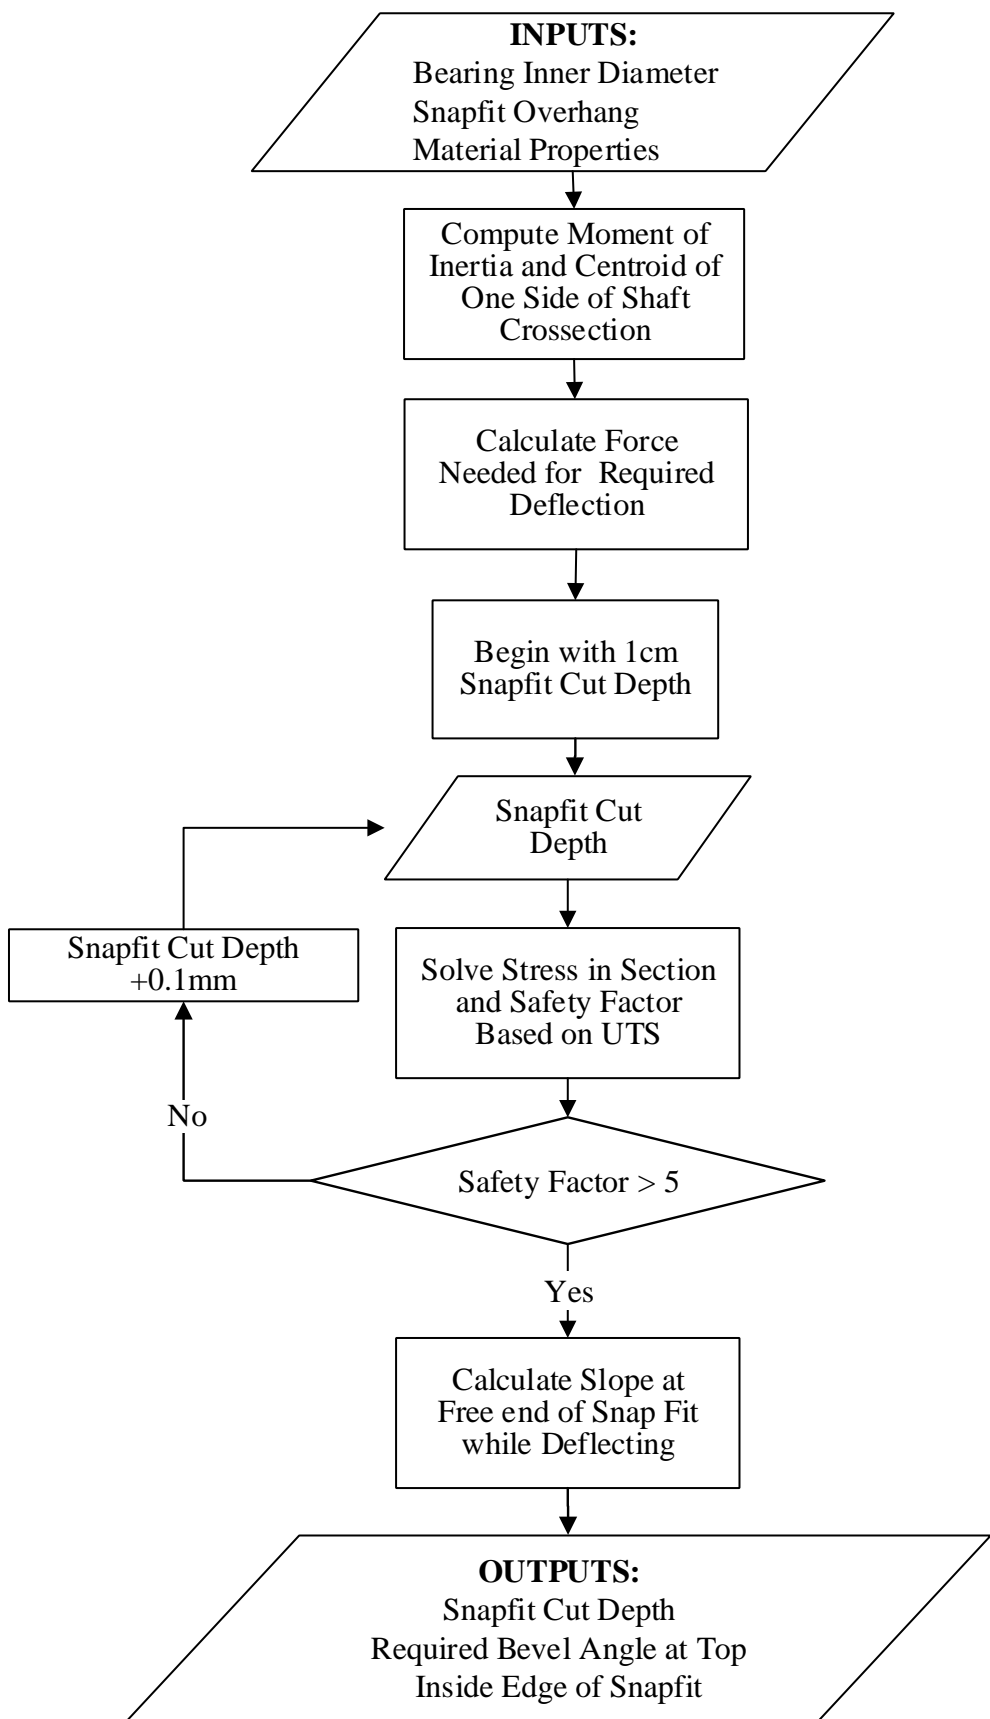 INPUTS:
Bearing Inner Diameter
Snapfit Overhang
Material Properties
Compute Moment of
Inertia and Centroid of
One Side of Shaft
Crossection
Calculate Force
Needed for Required
Deflection
Begin with 1cm
Snapfit Cut Depth
Snapfit Cut
Depth
Snapfit Cut Depth
+0.1mm
Solve Stress in Section
and Safety Factor
Based on UTS
No
Safety Factor > 5
Yes
Calculate Slope at
Free end of Snap Fit
while Deflecting
OUTPUTS:
Snapfit Cut Depth
Required Bevel Angle at Top
Inside Edge of Snapfit